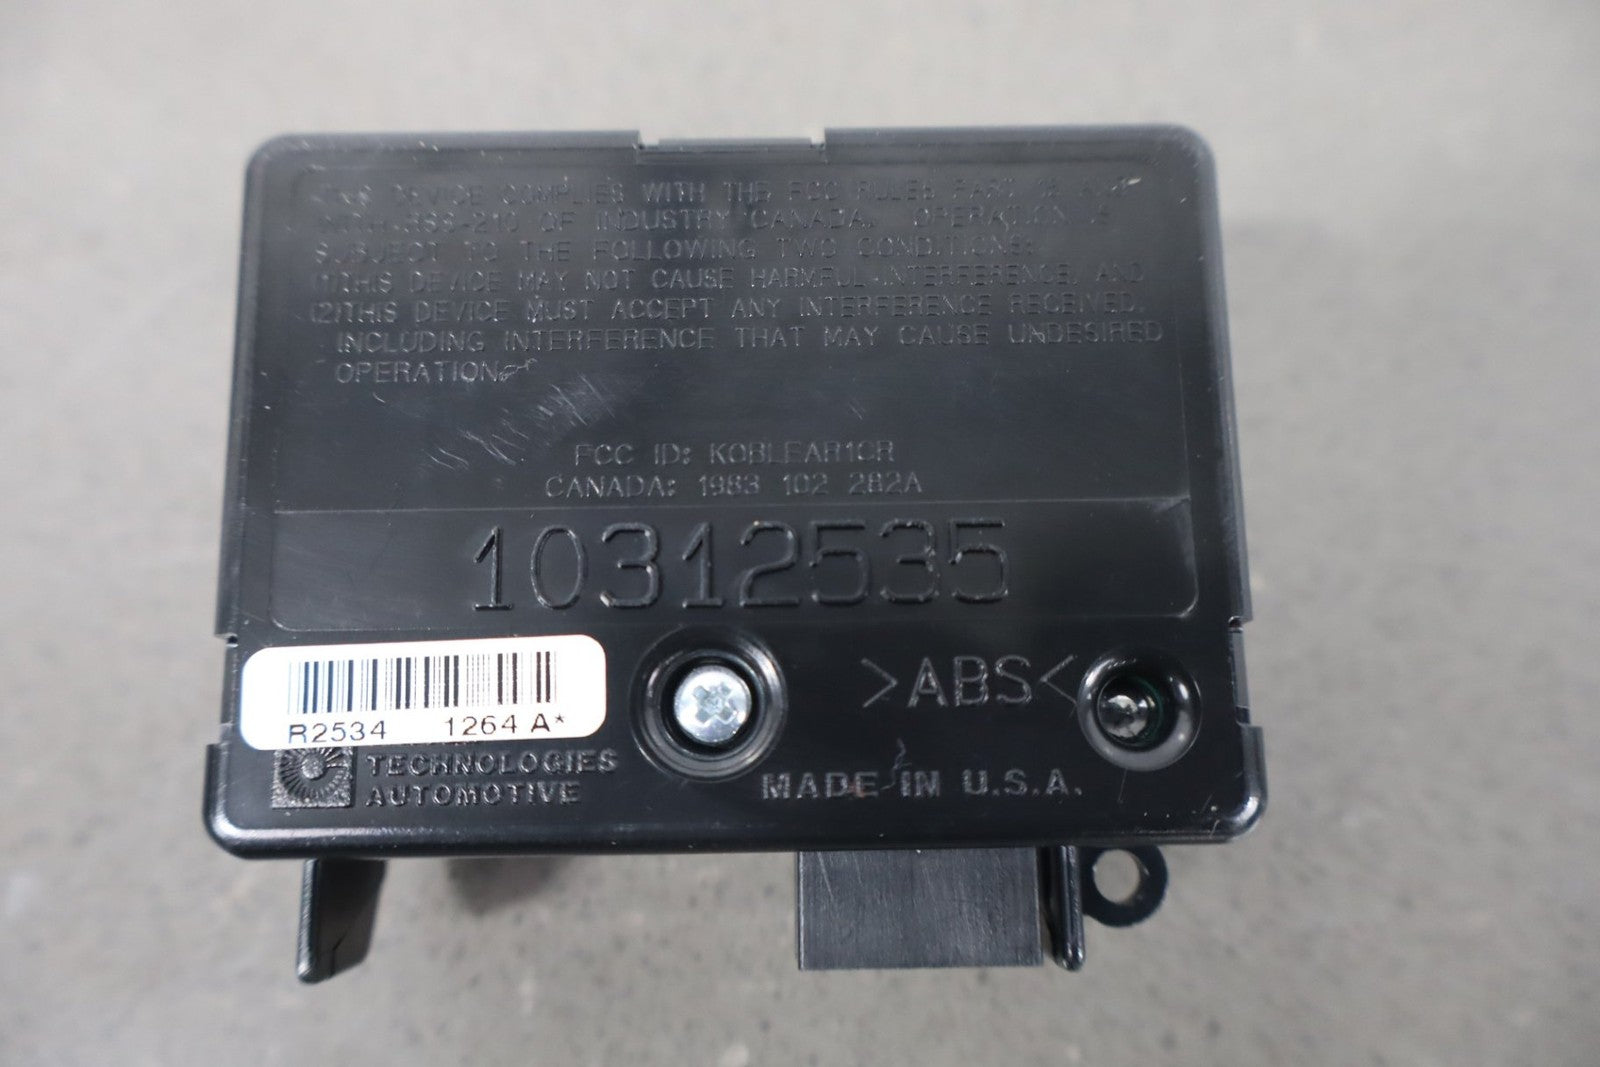 DEVICE COMPLIES WITH THE FCC RULES PART 15 AND
WITH RSS-210 OF INDUSTRY CANADA. OPERATION IS
SUBJECT TO THE FOLLOWING TWO CONDITIONS:
(1)THIS DEVICE MAY NOT CAUSE HARMFUL INTERFERENCE, AND
(2)THIS DEVICE MUST ACCEPT ANY INTERFERENCE RECEIVED,
INCLUDING INTERFERENCE THAT MAY CAUSE UNDESIRED
OPERATION.
FCC ID: KOBLEAR1CR
CANADA: 1983 102 282A
10312535
>ABS<
R2534 1264 A*
TECHNOLOGIES
AUTOMOTIVE
MADE IN U.S.A.